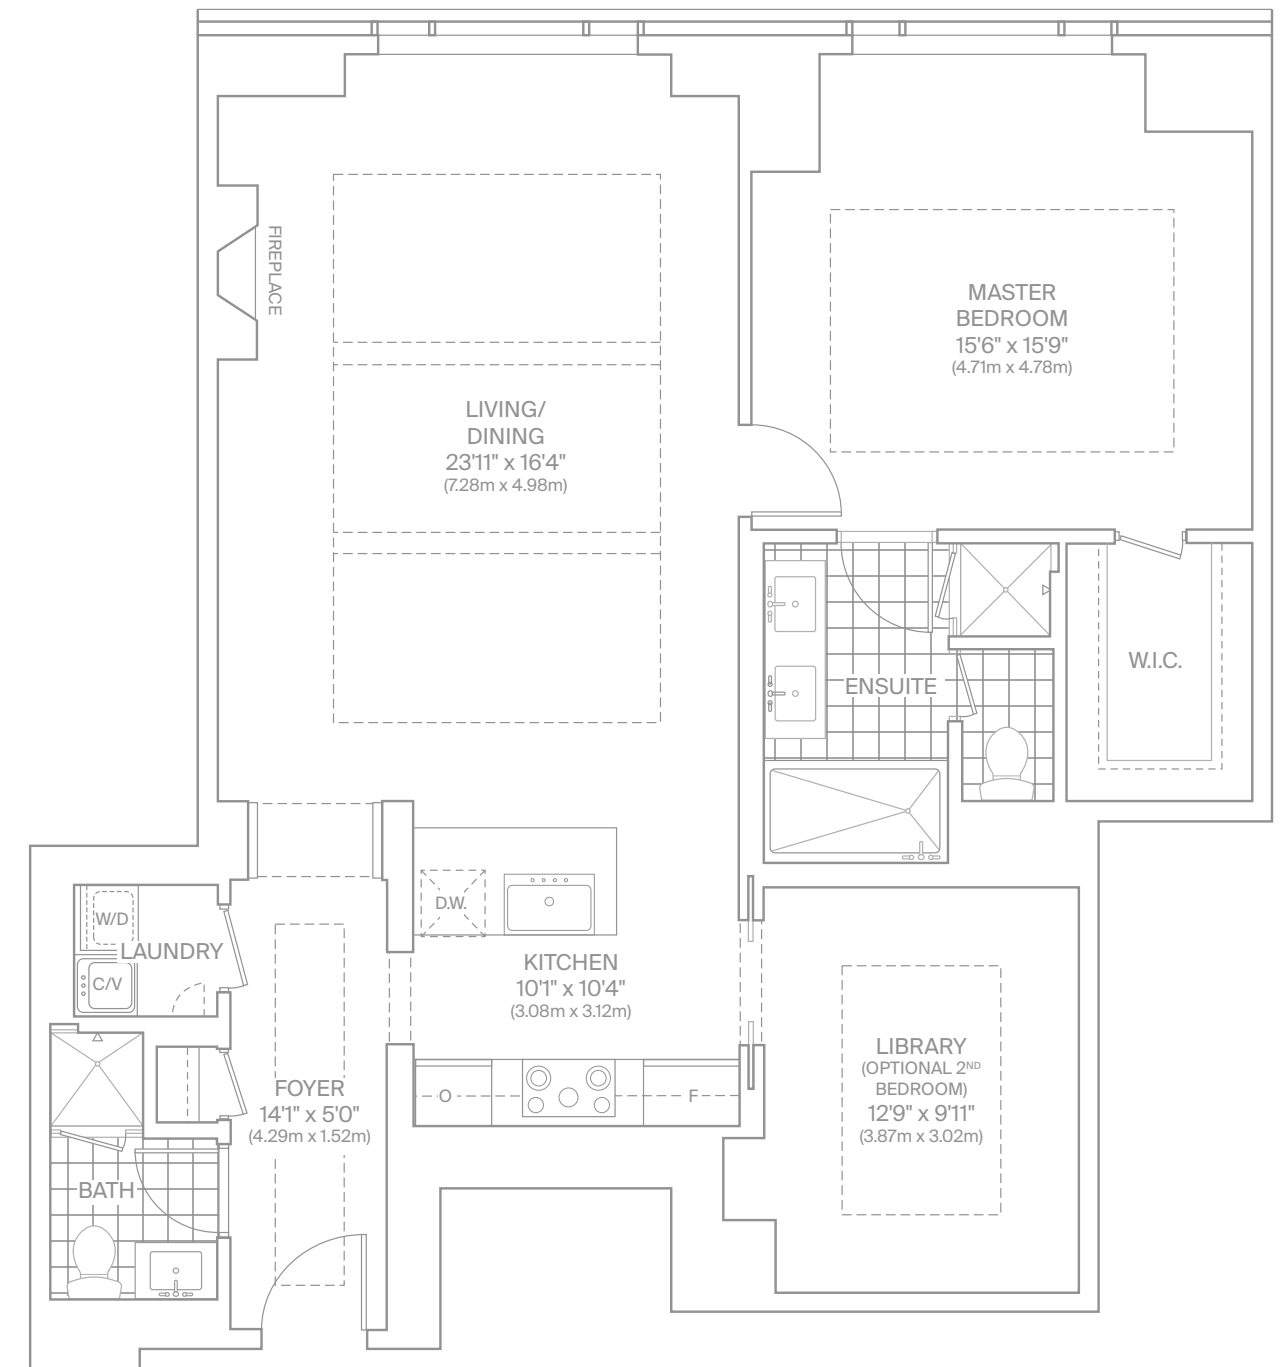 FIREPLACE
MASTER
BEDROOM
15'6" x 15'9"
(4.71m x 4.78m)
LIVING/
DINING
23'11" x 16'4"
(7.28m x 4.98m)
W.I.C.
ENSUITE
D.W.
W/D
LAUNDRY
C/V
KITCHEN
10'1" x 10'4"
(3.08m x 3.12m)
LIBRARY
(OPTIONAL 2ND
BEDROOM)
12'9" x 9'11"
(3.87m x 3.02m)
O
F
FOYER
14'1" x 5'0"
(4.29m x 1.52m)
BATH